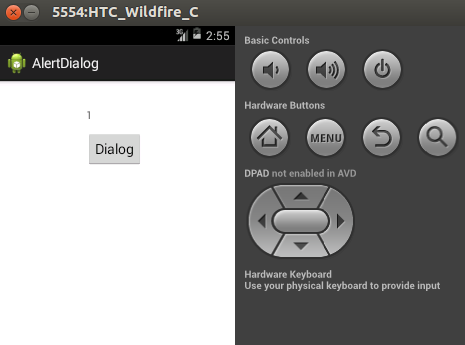 5554:HTC_Wildfire_C
3G 2:55
AlertDialog
1
Dialog
Basic Controls
Hardware Buttons
MENU
DPAD not enabled in AVD
Hardware Keyboard
Use your physical keyboard to provide input